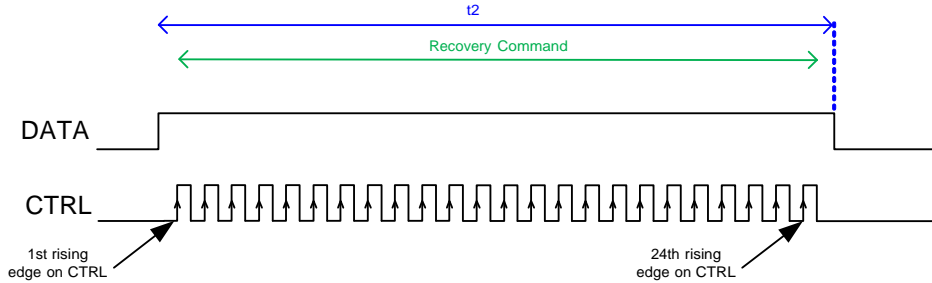 t2
Recovery Command
DATA
CTRL
1st rising
edge on CTRL
24th rising
edge on CTRL